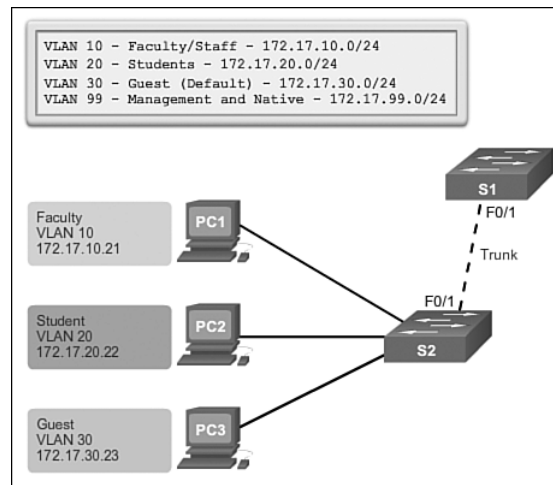 VLAN 10 - Faculty/Staff - 172.17.10.0/24
VLAN 20 - Students - 172.17.20.0/24
VLAN 30 - Guest (Default) - 172.17.30.0/24
VLAN 99 - Management and Native - 172.17.99.0/24
S1
F0/1
Trunk
F0/1
S2
Faculty
VLAN 10
172.17.10.21
PC1
Student
VLAN 20
172.17.20.22
PC2
Guest
VLAN 30
172.17.30.23
PC3